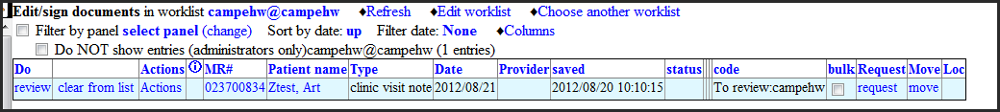 Edit/sign documents in worklist campehw@campehw ♦Refresh ♦Edit worklist ♦Choose another worklist
Filter by panel select panel (change) Sort by date: up Filter date: None ♦Columns
Do NOT show entries (administrators only)campehw@campehw (1 entries)
Do Actions MR# Patient name Type Date Provider saved status code bulk Request Move Loc
review clear from list Actions 023700834 Ztest, Art clinic visit note 2012/08/21 2012/08/20 10:10:15 To review:campehw request move